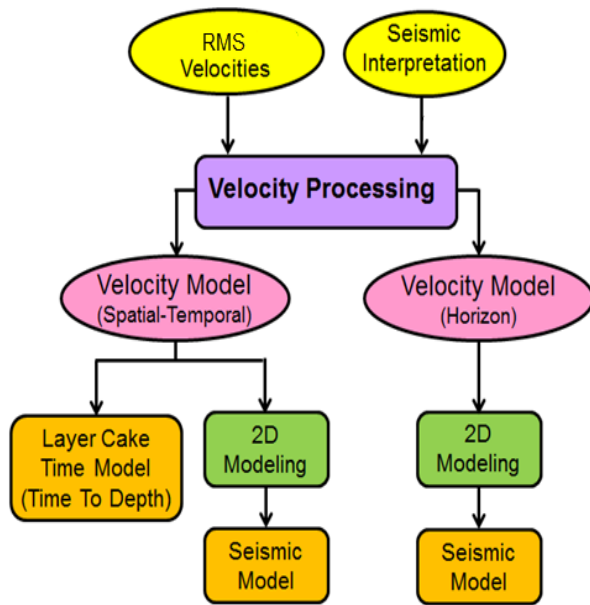 RMS
Velocities
Seismic
Interpretation
Velocity Processing
Velocity Model
(Spatial-Temporal)
Velocity Model
(Horizon)
Layer Cake
Time Model
(Time To Depth)
2D
Modeling
2D
Modeling
Seismic
Model
Seismic
Model